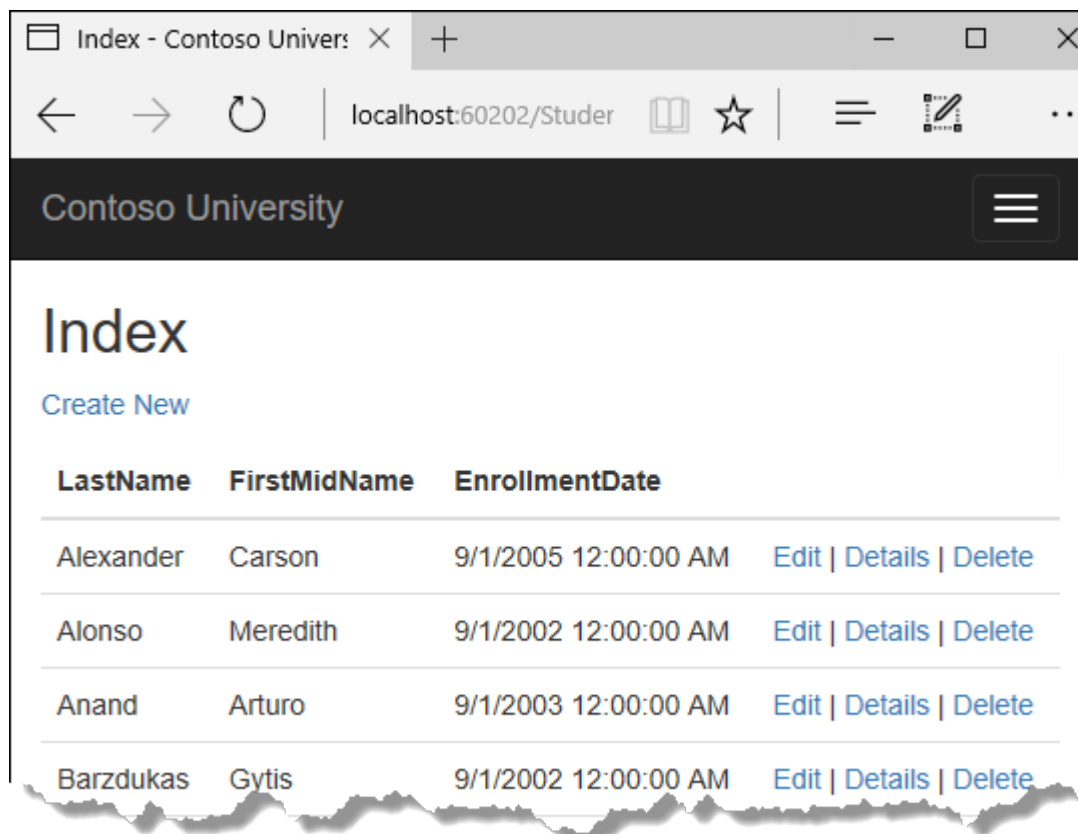 Index - Contoso Univers
localhost:60202/Studer
Contoso University
Index
Create New
LastName FirstMidName EnrollmentDate
Alexander Carson 9/1/2005 12:00:00 AM Edit | Details | Delete
Alonso Meredith 9/1/2002 12:00:00 AM Edit | Details | Delete
Anand Arturo 9/1/2003 12:00:00 AM Edit | Details | Delete
Barzdukas Gytis 9/1/2002 12:00:00 AM Edit | Details | Delete